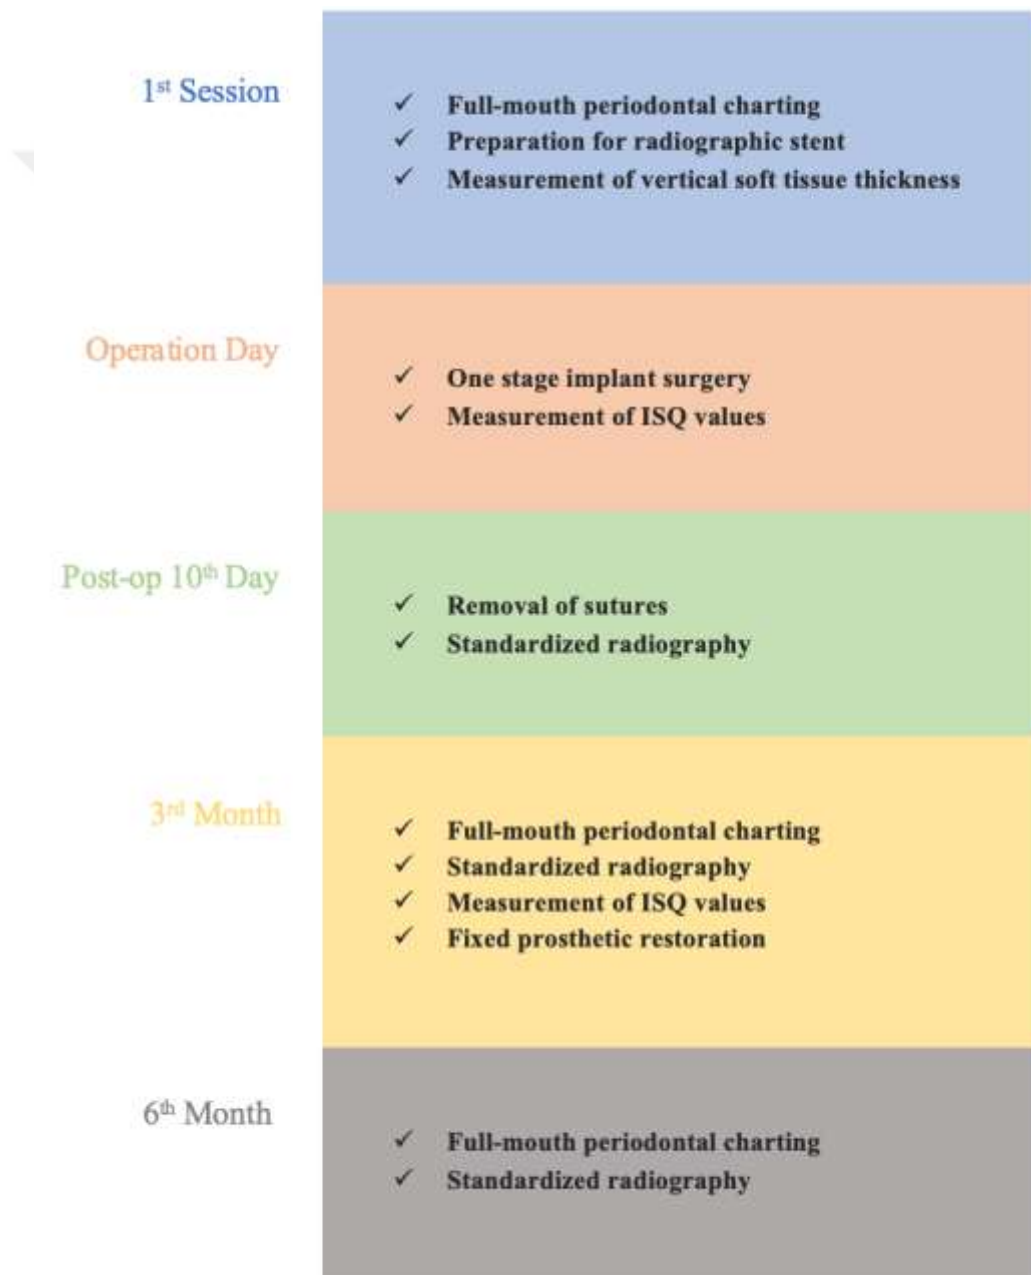 1st Session
✓ Full-mouth periodontal charting
✓ Preparation for radiographic stent
✓ Measurement of vertical soft tissue thickness
Operation Day
✓ One stage implant surgery
✓ Measurement of ISQ values
Post-op 10th Day
✓ Removal of sutures
✓ Standardized radiography
3rd Month
✓ Full-mouth periodontal charting
✓ Standardized radiography
✓ Measurement of ISQ values
✓ Fixed prosthetic restoration
6th Month
✓ Full-mouth periodontal charting
✓ Standardized radiography